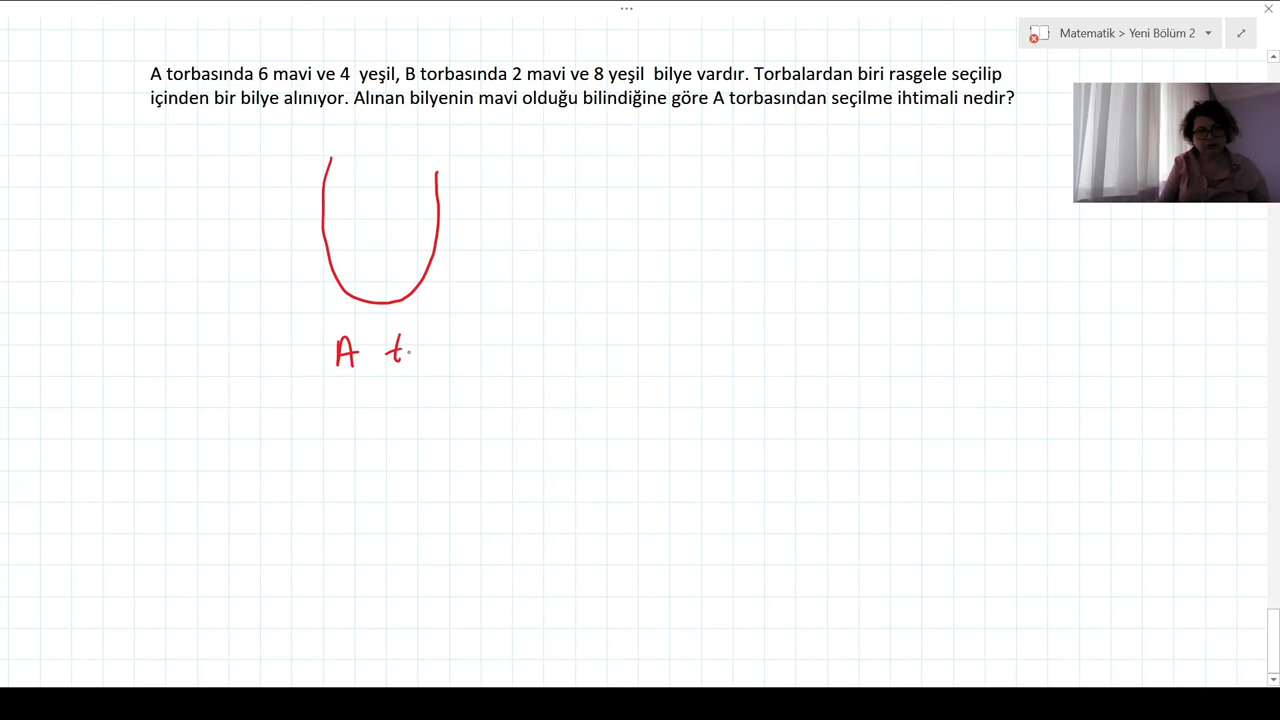 Matematik > Yeni Bölüm 2
A torbasında 6 mavi ve 4 yeşil, B torbasında 2 mavi ve 8 yeşil bilye vardır. Torbalardan biri rasgele seçilip
içinden bir bilye alınıyor. Alınan bilyenin mavi olduğu bilindiğine göre A torbasından seçilme ihtimali nedir?
A t